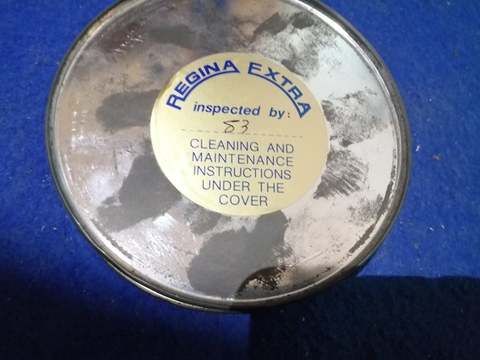 REGINA EXTRA
inspected by:
53
CLEANING AND
MAINTENANCE
INSTRUCTIONS
UNDER THE
COVER